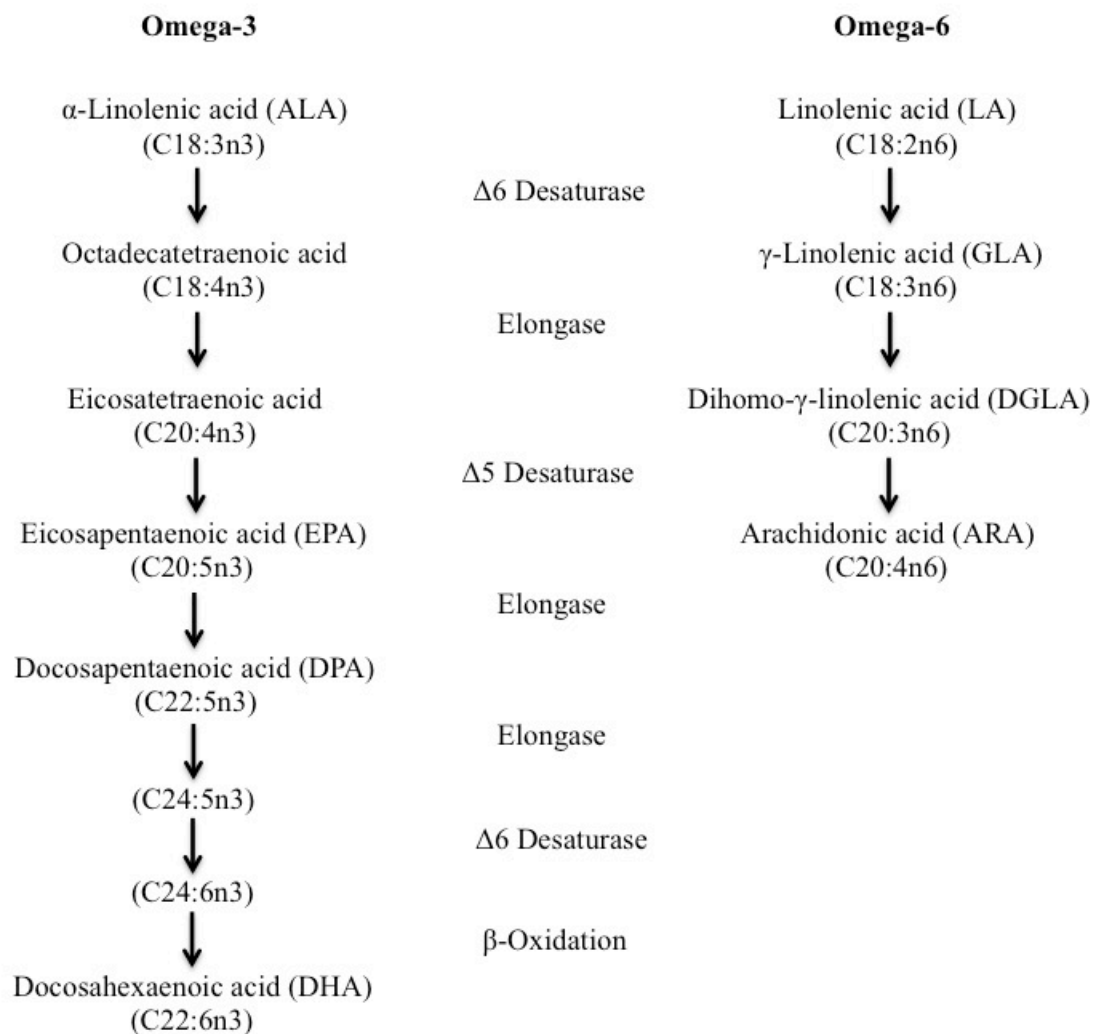 Omega-3
Omega-6
α-Linolenic acid (ALA)
(C18:3n3)
Linolenic acid (LA)
(C18:2n6)
Δ6 Desaturase
Octadecatetraenoic acid
(C18:4n3)
γ-Linolenic acid (GLA)
(C18:3n6)
Elongase
Eicosatetraenoic acid
(C20:4n3)
Dihomo-γ-linolenic acid (DGLA)
(C20:3n6)
Δ5 Desaturase
Eicosapentaenoic acid (EPA)
(C20:5n3)
Arachidonic acid (ARA)
(C20:4n6)
Elongase
Docosapentaenoic acid (DPA)
(C22:5n3)
Elongase
(C24:5n3)
Δ6 Desaturase
(C24:6n3)
β-Oxidation
Docosahexaenoic acid (DHA)
(C22:6n3)